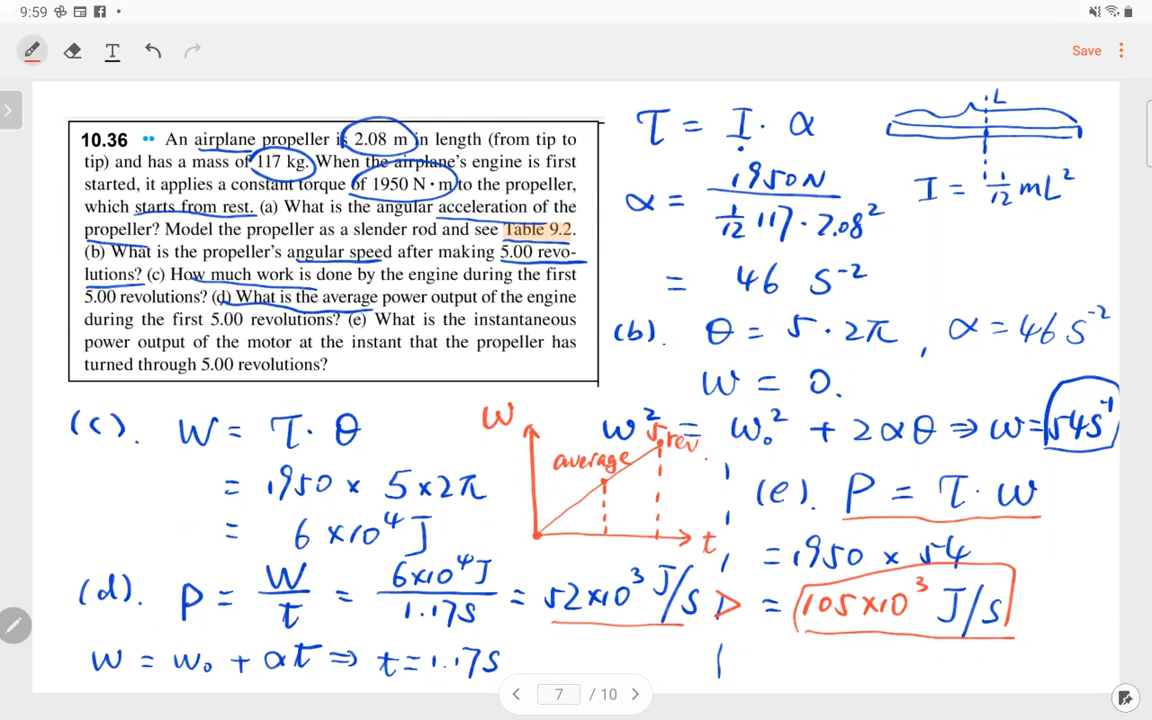 9:59
Save
10.36 •• An airplane propeller is 2.08 m in length (from tip to
tip) and has a mass of 117 kg. When the airplane's engine is first
started, it applies a constant torque of 1950 N · m to the propeller,
which starts from rest. (a) What is the angular acceleration of the
propeller? Model the propeller as a slender rod and see Table 9.2.
(b) What is the propeller's angular speed after making 5.00 revo-
lutions? (c) How much work is done by the engine during the first
5.00 revolutions? (d) What is the average power output of the engine
during the first 5.00 revolutions? (e) What is the instantaneous
power output of the motor at the instant that the propeller has
turned through 5.00 revolutions?
τ = I · α
L
α = 1950N / (1/12 117 · 2.08²)
I = 1/12 mL²
= 46 s⁻²
(b). θ = 5 · 2π , α = 46 s⁻²
ω = 0.
ω² = ω₀² + 2αθ ⇒ ω = 54s⁻¹
(c). W = τ · θ
= 1950 × 5 × 2π
= 6 ×10⁴ J
ω
average
5 rev.
t
(d). P = W/t = 6×10⁴J / 1.17s = 52×10³ J/s
ω = ω₀ + αt ⇒ t = 1.17s
(e). P = τ · ω
= 1950 × 54
= 105×10³ J/s
7 / 10